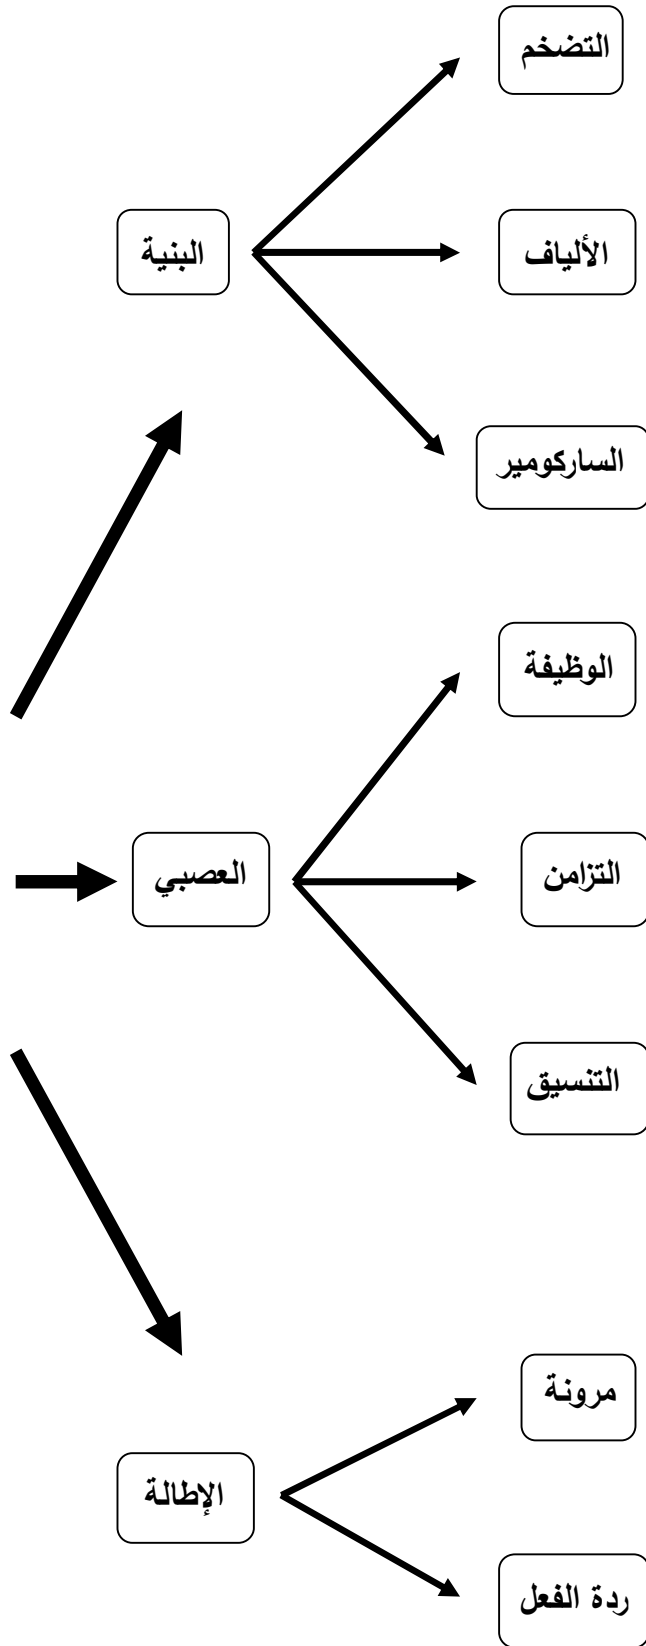 التضخم
البنية
الألياف
الساركومير
الوظيفة
العصبي
التزامن
التنسيق
مرونة
الإطالة
ردة الفعل